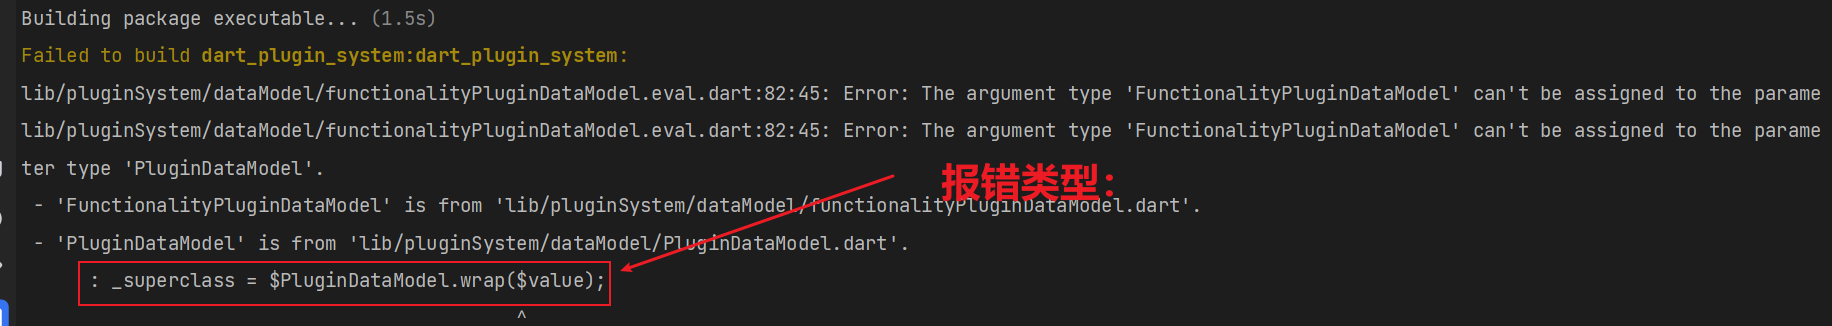 Building package executable... (1.5s)
Failed to build dart_plugin_system:dart_plugin_system:
lib/pluginSystem/dataModel/functionalityPluginDataModel.eval.dart:82:45: Error: The argument type 'FunctionalityPluginDataModel' can't be assigned to the parame
lib/pluginSystem/dataModel/functionalityPluginDataModel.eval.dart:82:45: Error: The argument type 'FunctionalityPluginDataModel' can't be assigned to the parame
ter type 'PluginDataModel'.
报错类型：
- 'FunctionalityPluginDataModel' is from 'lib/pluginSystem/dataModel/functionalityPluginDataModel.dart'.
- 'PluginDataModel' is from 'lib/pluginSystem/dataModel/PluginDataModel.dart'.
: _superclass = $PluginDataModel.wrap($value);
^